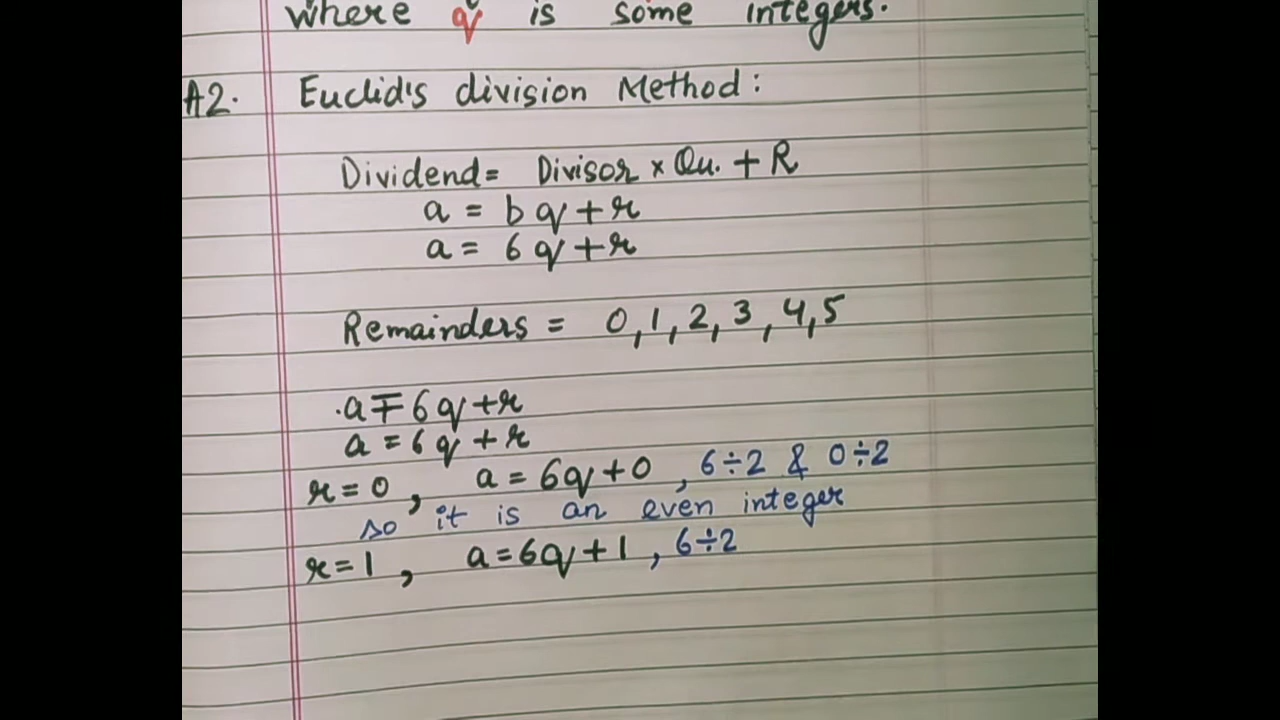 where q is some integers.
A2. Euclid's division Method:
Dividend = Divisor × Qu. + R
a = bq + r
a = 6q + r
Remainders = 0, 1, 2, 3, 4, 5
a = 6q + r
a = 6q + r
r = 0, a = 6q + 0, 6÷2 & 0÷2
so it is an even integer
r = 1, a = 6q + 1, 6÷2